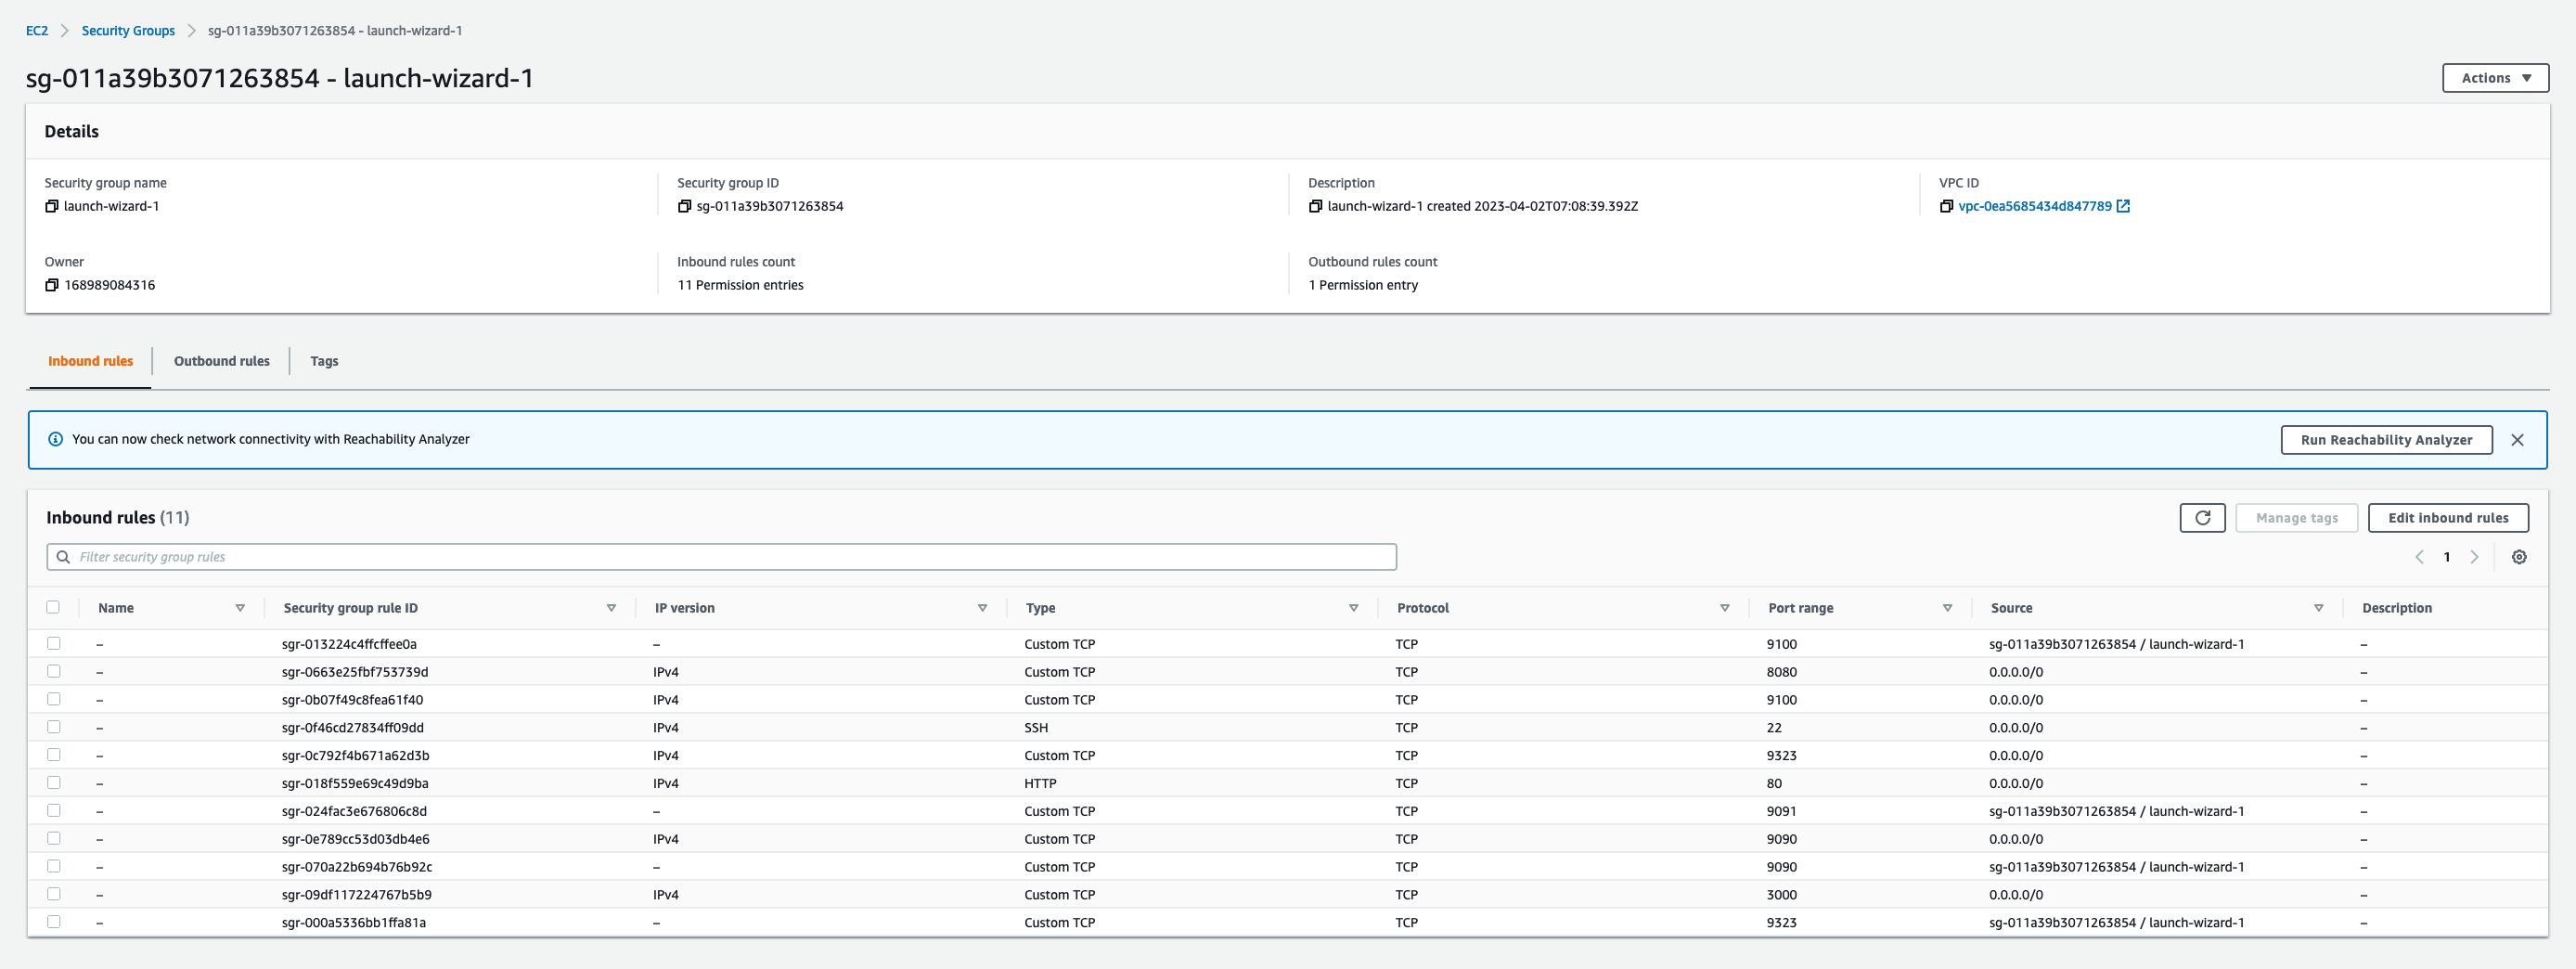 EC2 > Security Groups > sg-011a39b3071263854 - launch-wizard-1
sg-011a39b3071263854 - launch-wizard-1
Actions
Details
Security group name Security group ID Description VPC ID
launch-wizard-1 sg-011a39b3071263854 launch-wizard-1 created 2023-04-02T07:08:39.392Z vpc-0ea5685434d847789
Owner Inbound rules count Outbound rules count
168989084316 11 Permission entries 1 Permission entry
Inbound rules Outbound rules Tags
You can now check network connectivity with Reachability Analyzer Run Reachability Analyzer
Inbound rules (11) Manage tags Edit inbound rules
Filter security group rules 1
Name Security group rule ID IP version Type Protocol Port range Source Description
– sgr-013224c4ffcffee0a – Custom TCP TCP 9100 sg-011a39b3071263854 / launch-wizard-1 –
– sgr-0663e25fbf753739d IPv4 Custom TCP TCP 8080 0.0.0.0/0 –
– sgr-0b07f49c8fea61f40 IPv4 Custom TCP TCP 9100 0.0.0.0/0 –
– sgr-0f46cd27834ff09dd IPv4 SSH TCP 22 0.0.0.0/0 –
– sgr-0c792f4b671a62d3b IPv4 Custom TCP TCP 9323 0.0.0.0/0 –
– sgr-018f559e69c49d9ba IPv4 HTTP TCP 80 0.0.0.0/0 –
– sgr-024fac3e676806c8d – Custom TCP TCP 9091 sg-011a39b3071263854 / launch-wizard-1 –
– sgr-0e789cc53d03db4e6 IPv4 Custom TCP TCP 9090 0.0.0.0/0 –
– sgr-070a22b694b76b92c – Custom TCP TCP 9090 sg-011a39b3071263854 / launch-wizard-1 –
– sgr-09df117224767b5b9 IPv4 Custom TCP TCP 3000 0.0.0.0/0 –
– sgr-000a5336bb1ffa81a – Custom TCP TCP 9323 sg-011a39b3071263854 / launch-wizard-1 –